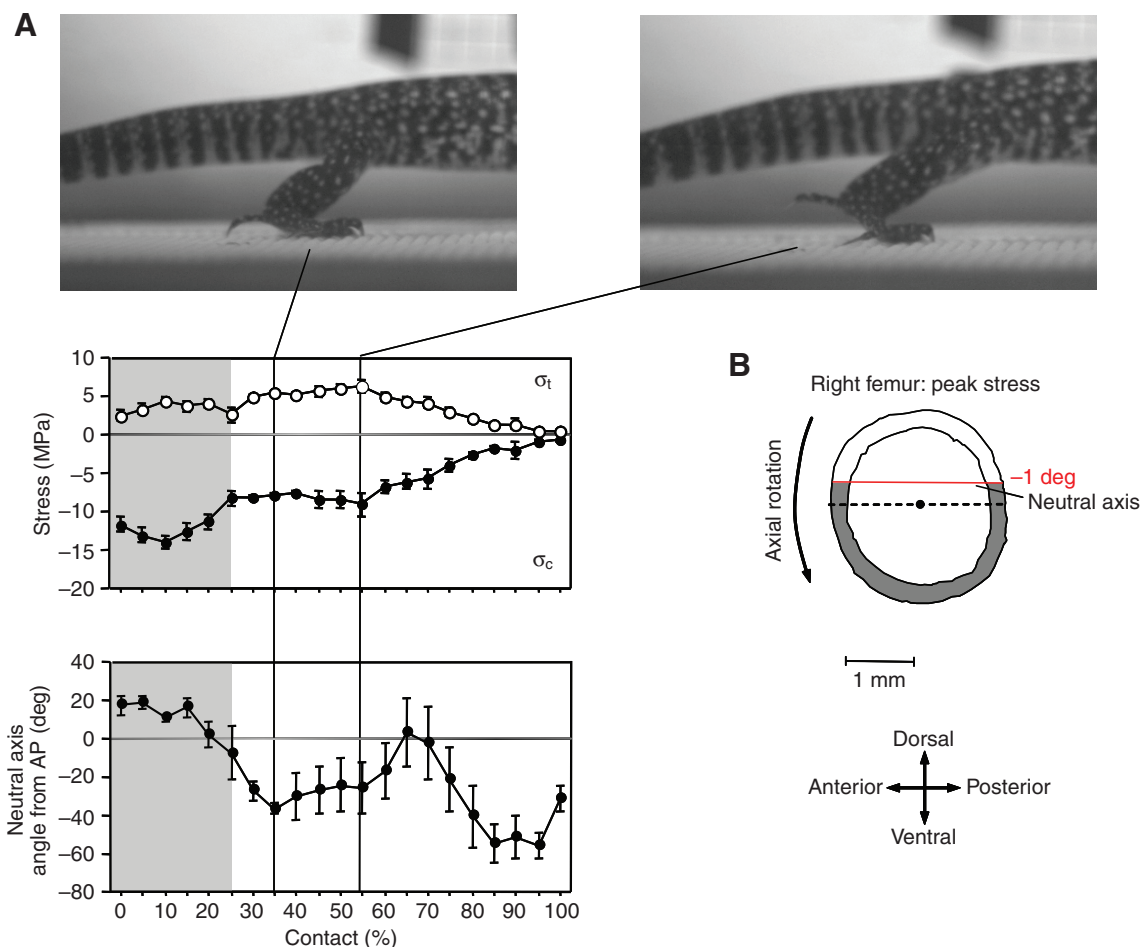 A
10
5
0
–5
–10
–15
–20
Stress (MPa)
σt
σc
40
20
0
–20
–40
–60
–80
Neutral axis
angle from AP (deg)
0 10 20 30 40 50 60 70 80 90 100
Contact (%)
B
Right femur: peak stress
Axial rotation
–1 deg
Neutral axis
1 mm
Dorsal
Anterior Posterior
Ventral